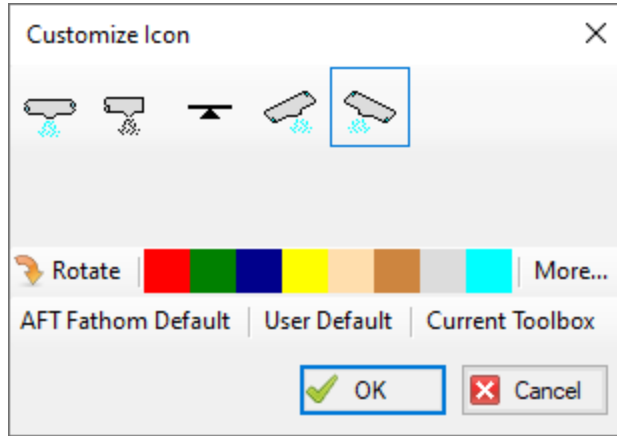 Customize Icon
Rotate More...
AFT Fathom Default User Default Current Toolbox
OK Cancel